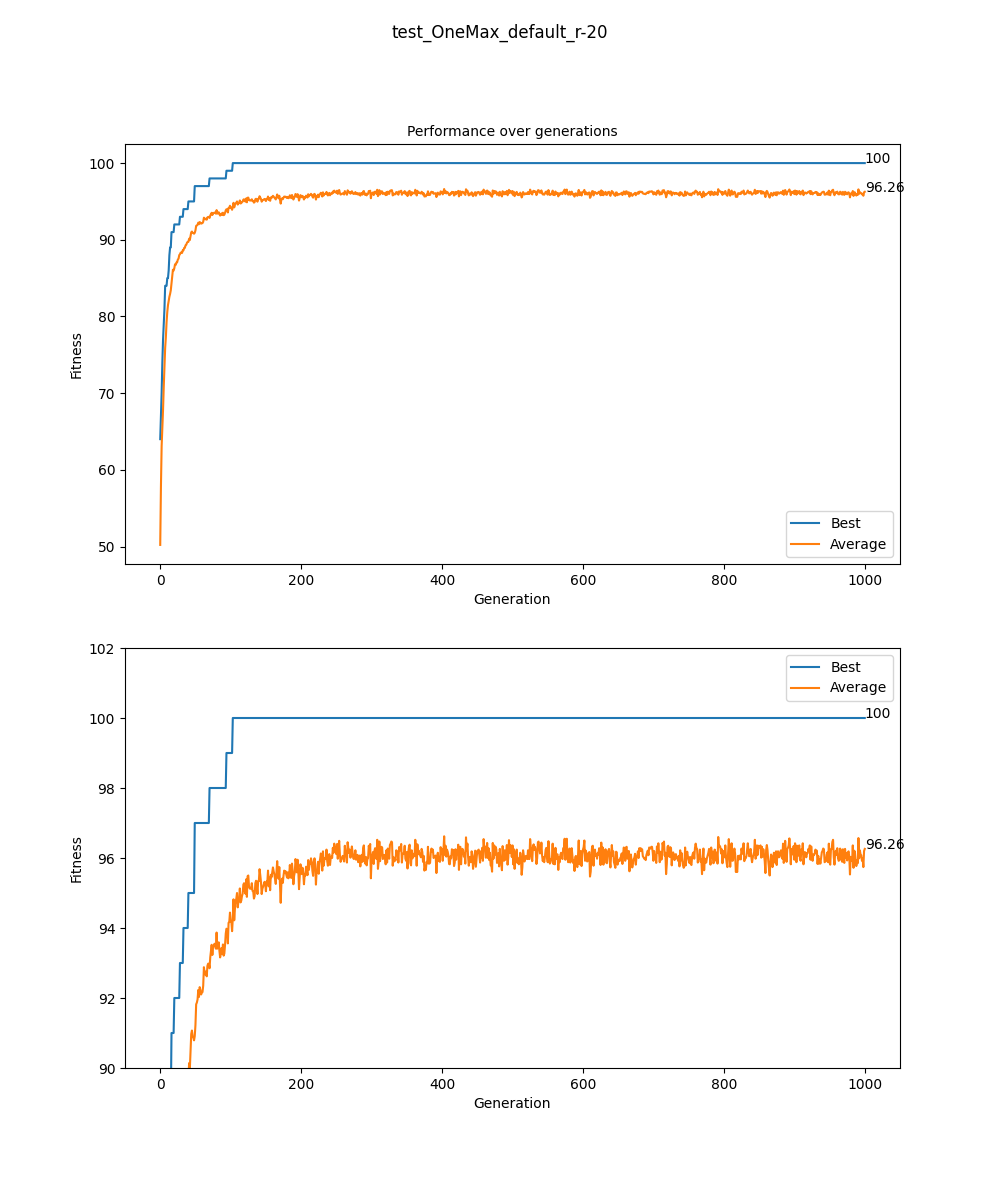 test_OneMax_default_r-20
Performance over generations
100
96.26
100
90
80
70
60
50
Fitness
Best
Average
0 200 400 600 800 1000
Generation
102
100
98
96
94
92
90
Fitness
Best
Average
100
96.26
0 200 400 600 800 1000
Generation